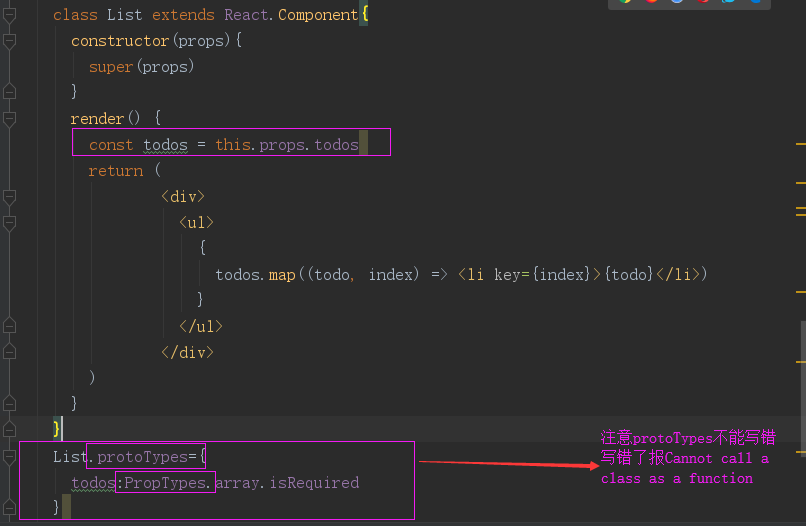 class List extends React.Component{
constructor(props){
super(props)
}
render() {
const todos = this.props.todos
return (
<div>
<ul>
{
todos.map((todo, index) => <li key={index}>{todo}</li>)
}
</ul>
</div>
)
}
}
List.protoTypes={
todos:PropTypes.array.isRequired
}
注意protoTypes不能写错
写错了报Cannot call a
class as a function